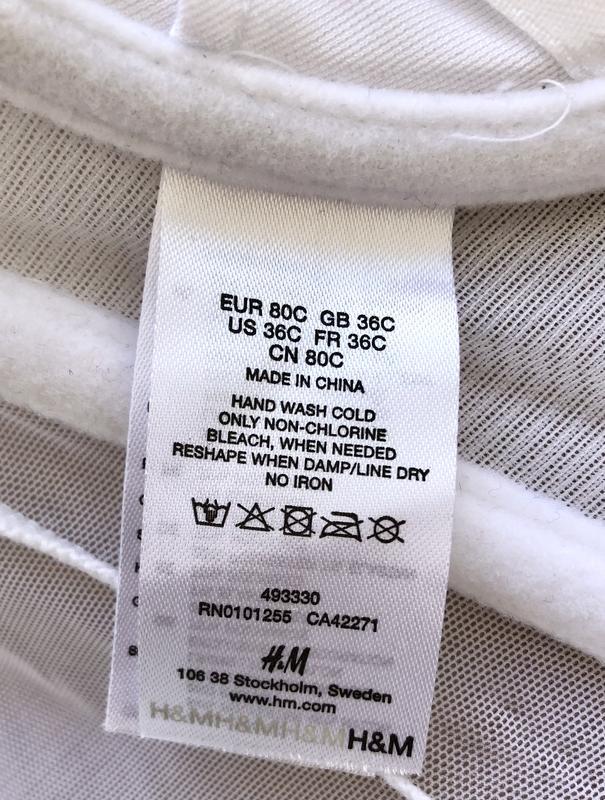 EUR 80C GB 36C
US 36C FR 36C
CN 80C
MADE IN CHINA
HAND WASH COLD
ONLY NON-CHLORINE
BLEACH, WHEN NEEDED
RESHAPE WHEN DAMP/LINE DRY
NO IRON
493330
RN0101255 CA42271
H&M
106 38 Stockholm, Sweden
www.hm.com
H&MH&MH&MH&M